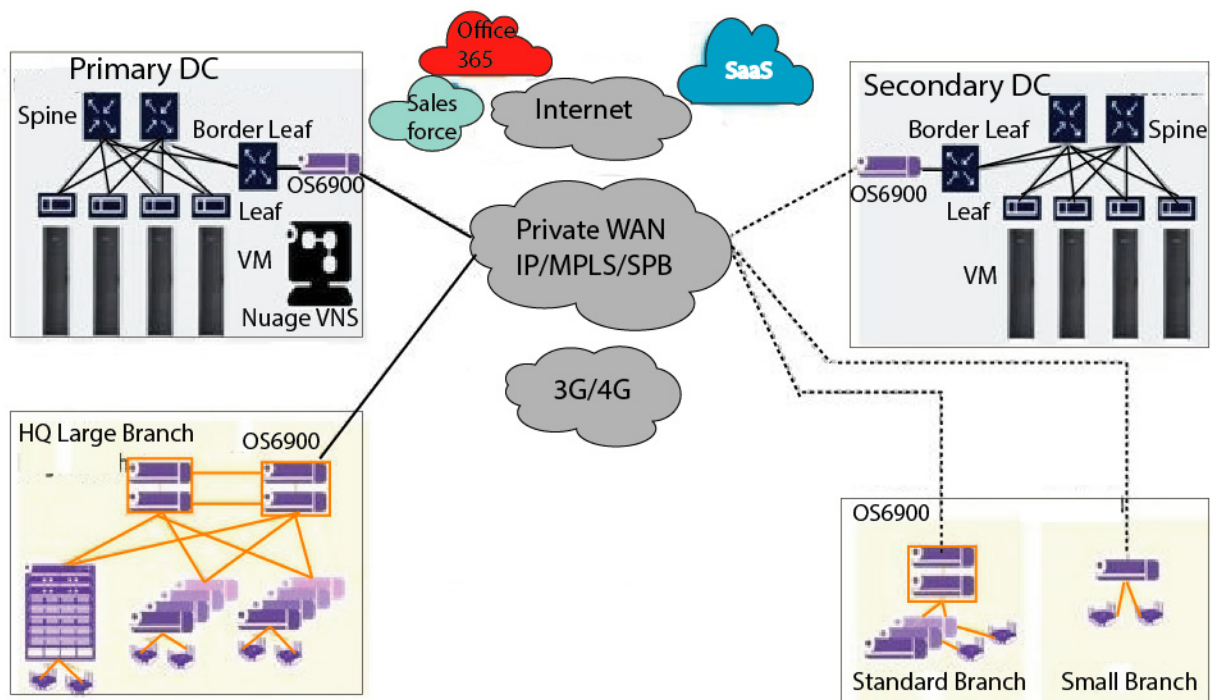 Primary DC
Spine
Border Leaf
OS6900
Leaf
VM
Nuage VNS
Office
365
Sales
force
SaaS
Internet
Private WAN
IP/MPLS/SPB
3G/4G
Secondary DC
Border Leaf
Spine
OS6900
Leaf
VM
HQ Large Branch
OS6900
OS6900
Standard Branch
Small Branch